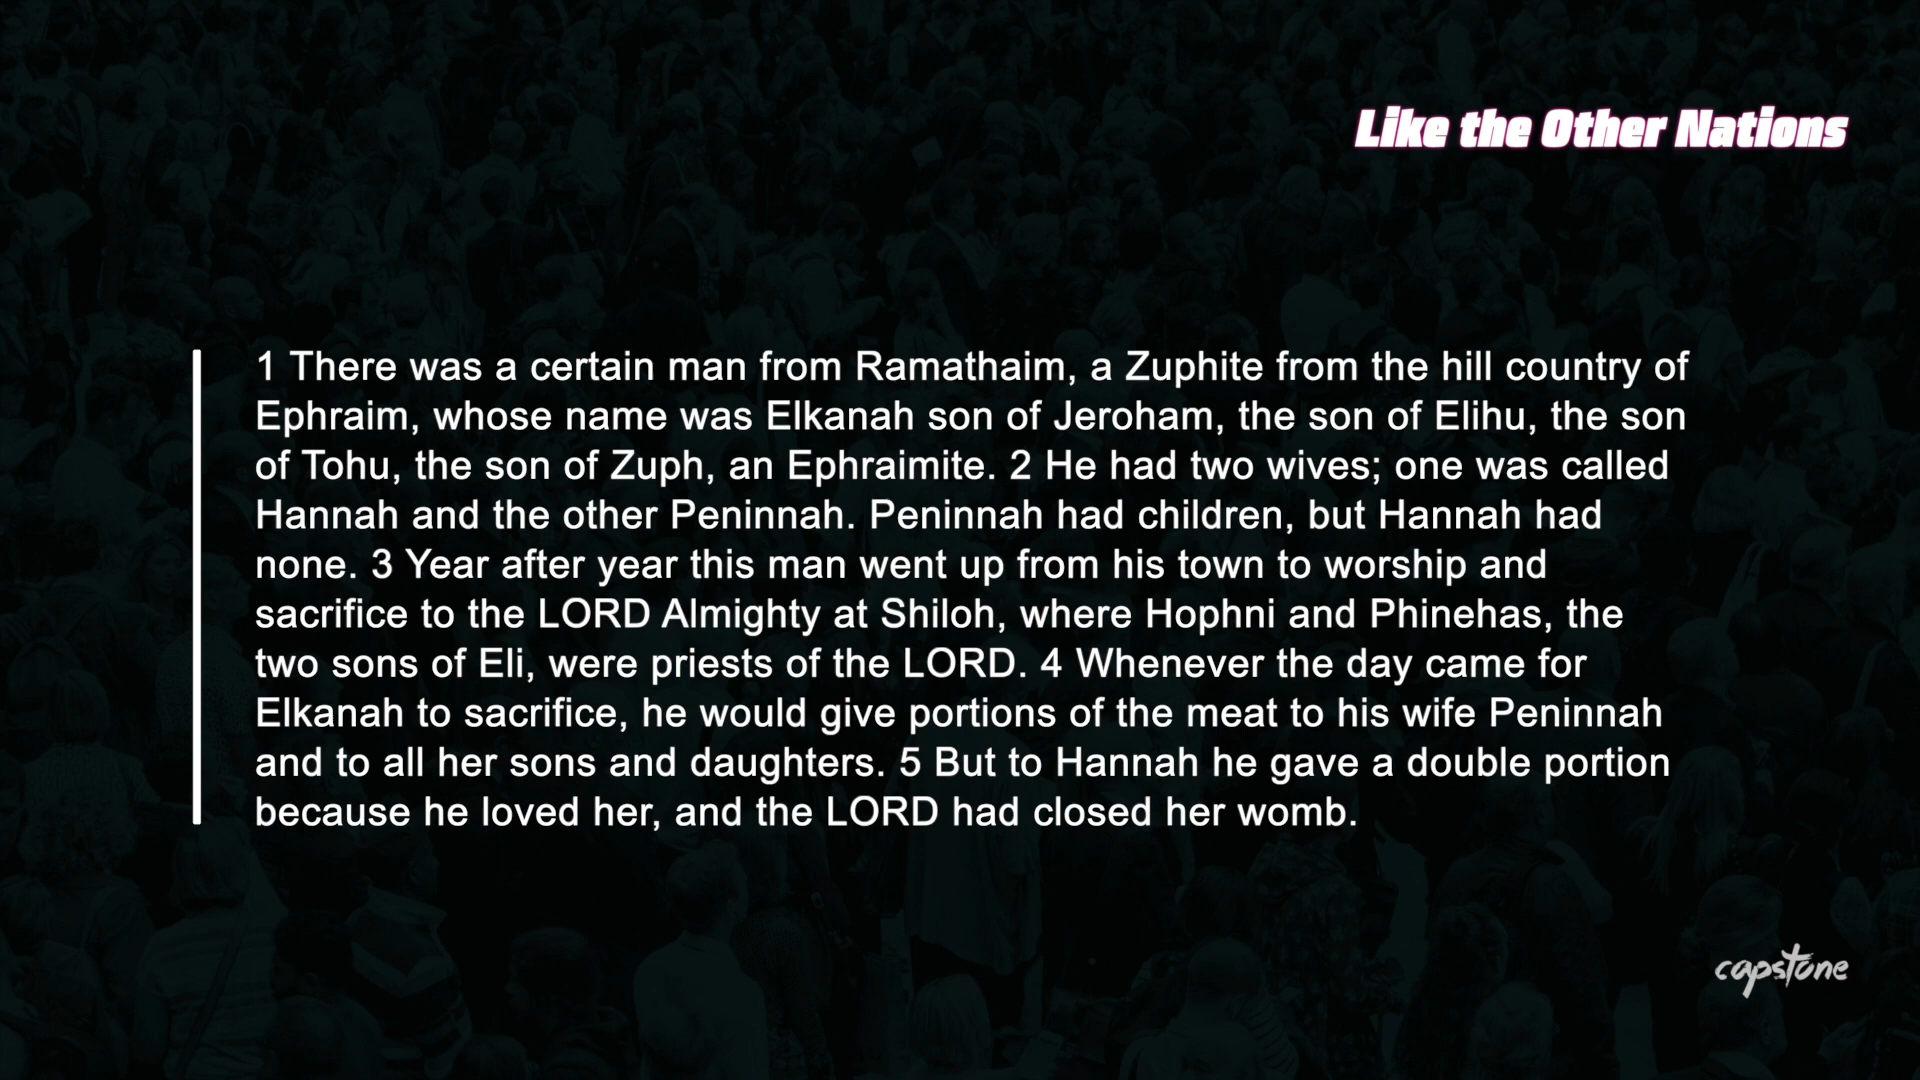 Like the Other Nations
1 There was a certain man from Ramathaim, a Zuphite from the hill country of
Ephraim, whose name was Elkanah son of Jeroham, the son of Elihu, the son
of Tohu, the son of Zuph, an Ephraimite. 2 He had two wives; one was called
Hannah and the other Peninnah. Peninnah had children, but Hannah had
none. 3 Year after year this man went up from his town to worship and
sacrifice to the LORD Almighty at Shiloh, where Hophni and Phinehas, the
two sons of Eli, were priests of the LORD. 4 Whenever the day came for
Elkanah to sacrifice, he would give portions of the meat to his wife Peninnah
and to all her sons and daughters. 5 But to Hannah he gave a double portion
because he loved her, and the LORD had closed her womb.
capstone